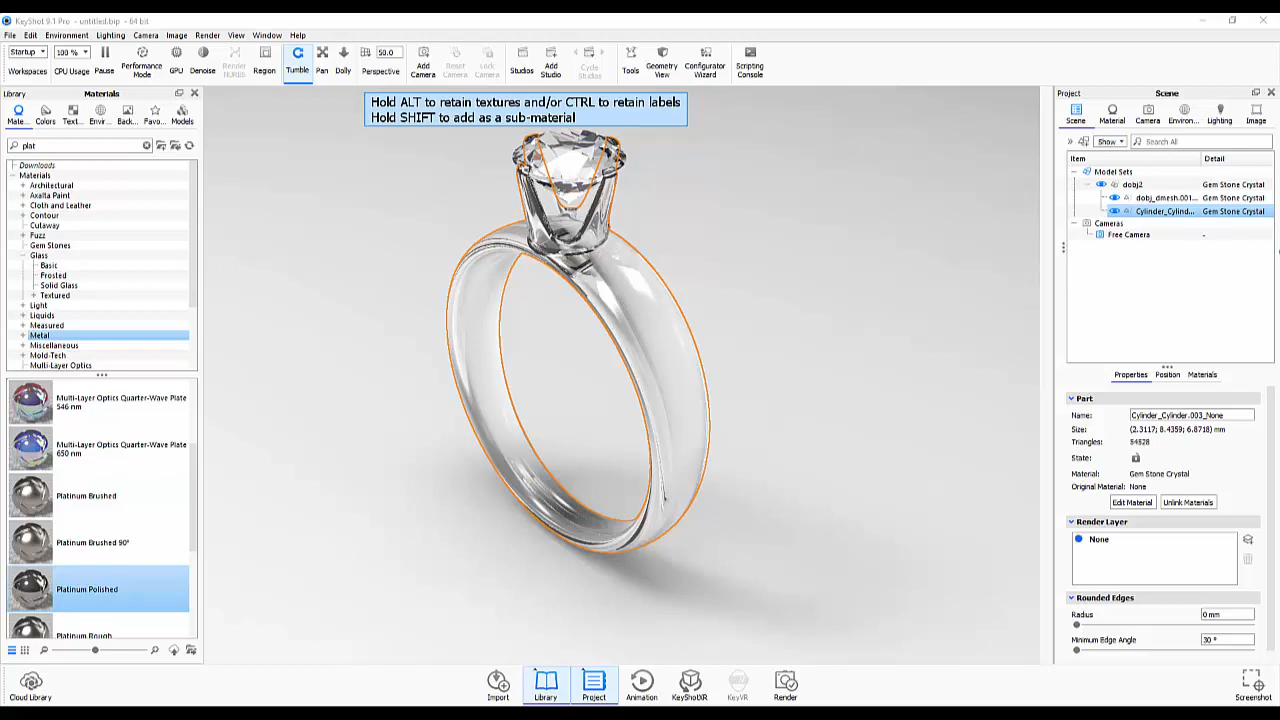 KeyShot 9.1 Pro - untitled.bip - 64 bit
File Edit Environment Lighting Camera Image Render View Window Help
Startup 100 % 50.0
Workspaces CPU Usage Pause Performance Mode GPU Denoise Render NURBS Region Tumble Pan Dolly Perspective Add Camera Reset Camera Lock Camera Studios Add Studio Cycle Studios Tools Geometry View Configurator Wizard Scripting Console
Library Materials
Mate... Colors Text... Envir... Back... Favo... Models
plat
Downloads
Materials
Architectural
Axalta Paint
Cloth and Leather
Contour
Cutaway
Fuzz
Gem Stones
Glass
Basic
Frosted
Solid Glass
Textured
Light
Liquids
Measured
Metal
Miscellaneous
Mold-Tech
Multi-Layer Optics
Multi-Layer Optics Quarter-Wave Plate
546 nm
Multi-Layer Optics Quarter-Wave Plate
650 nm
Platinum Brushed
Platinum Brushed 90°
Platinum Polished
Platinum Rough
Hold ALT to retain textures and/or CTRL to retain labels
Hold SHIFT to add as a sub-material
Project Scene
Scene Material Camera Environ... Lighting Image
Show Search All
Item Detail
Model Sets
dobj2 Gem Stone Crystal
dobj_dmesh.001... Gem Stone Crystal
Cylinder_Cylind... Gem Stone Crystal
Cameras
Free Camera -
Properties Position Materials
Part
Name: Cylinder_Cylinder.003_None
Size: (2.3117; 8.4359; 6.8718) mm
Triangles: 54528
State:
Material: Gem Stone Crystal
Original Material: None
Edit Material Unlink Materials
Render Layer
None
Rounded Edges
Radius 0 mm
Minimum Edge Angle 30 °
Cloud Library Import Library Project Animation KeyShotXR KeyVR Render Screenshot